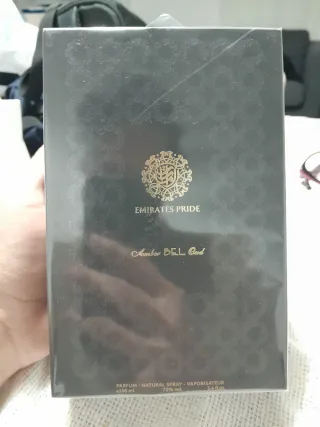 EMIRATES PRIDE
Amber BEL Oud
PARFUM - NATURAL SPRAY - VAPORISATEUR